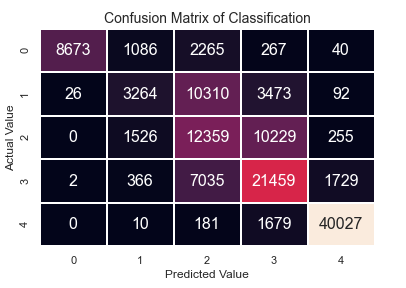 Confusion Matrix of Classification
Actual Value
0 8673 1086 2265 267 40
1 26 3264 10310 3473 92
2 0 1526 12359 10229 255
3 2 366 7035 21459 1729
4 0 10 181 1679 40027
0 1 2 3 4
Predicted Value